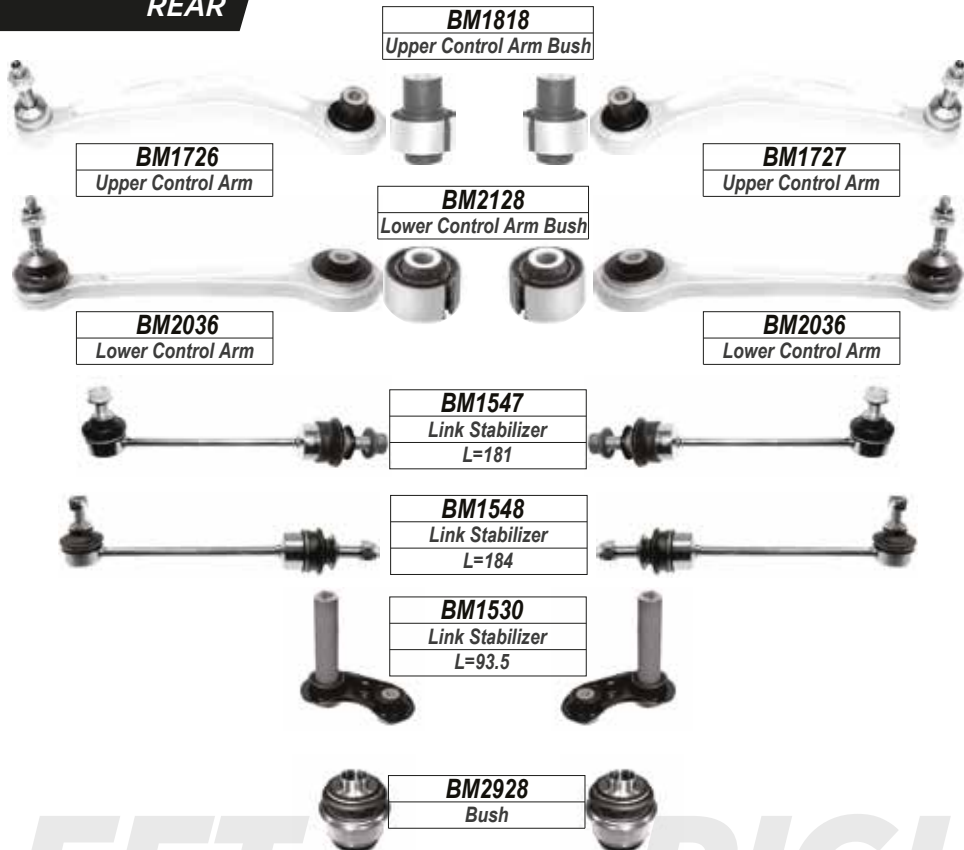 REAR
BM1818
Upper Control Arm Bush
BM1726
Upper Control Arm
BM1727
Upper Control Arm
BM2128
Lower Control Arm Bush
BM2036
Lower Control Arm
BM2036
Lower Control Arm
BM1547
Link Stabilizer
L=181
BM1548
Link Stabilizer
L=184
BM1530
Link Stabilizer
L=93.5
BM2928
Bush